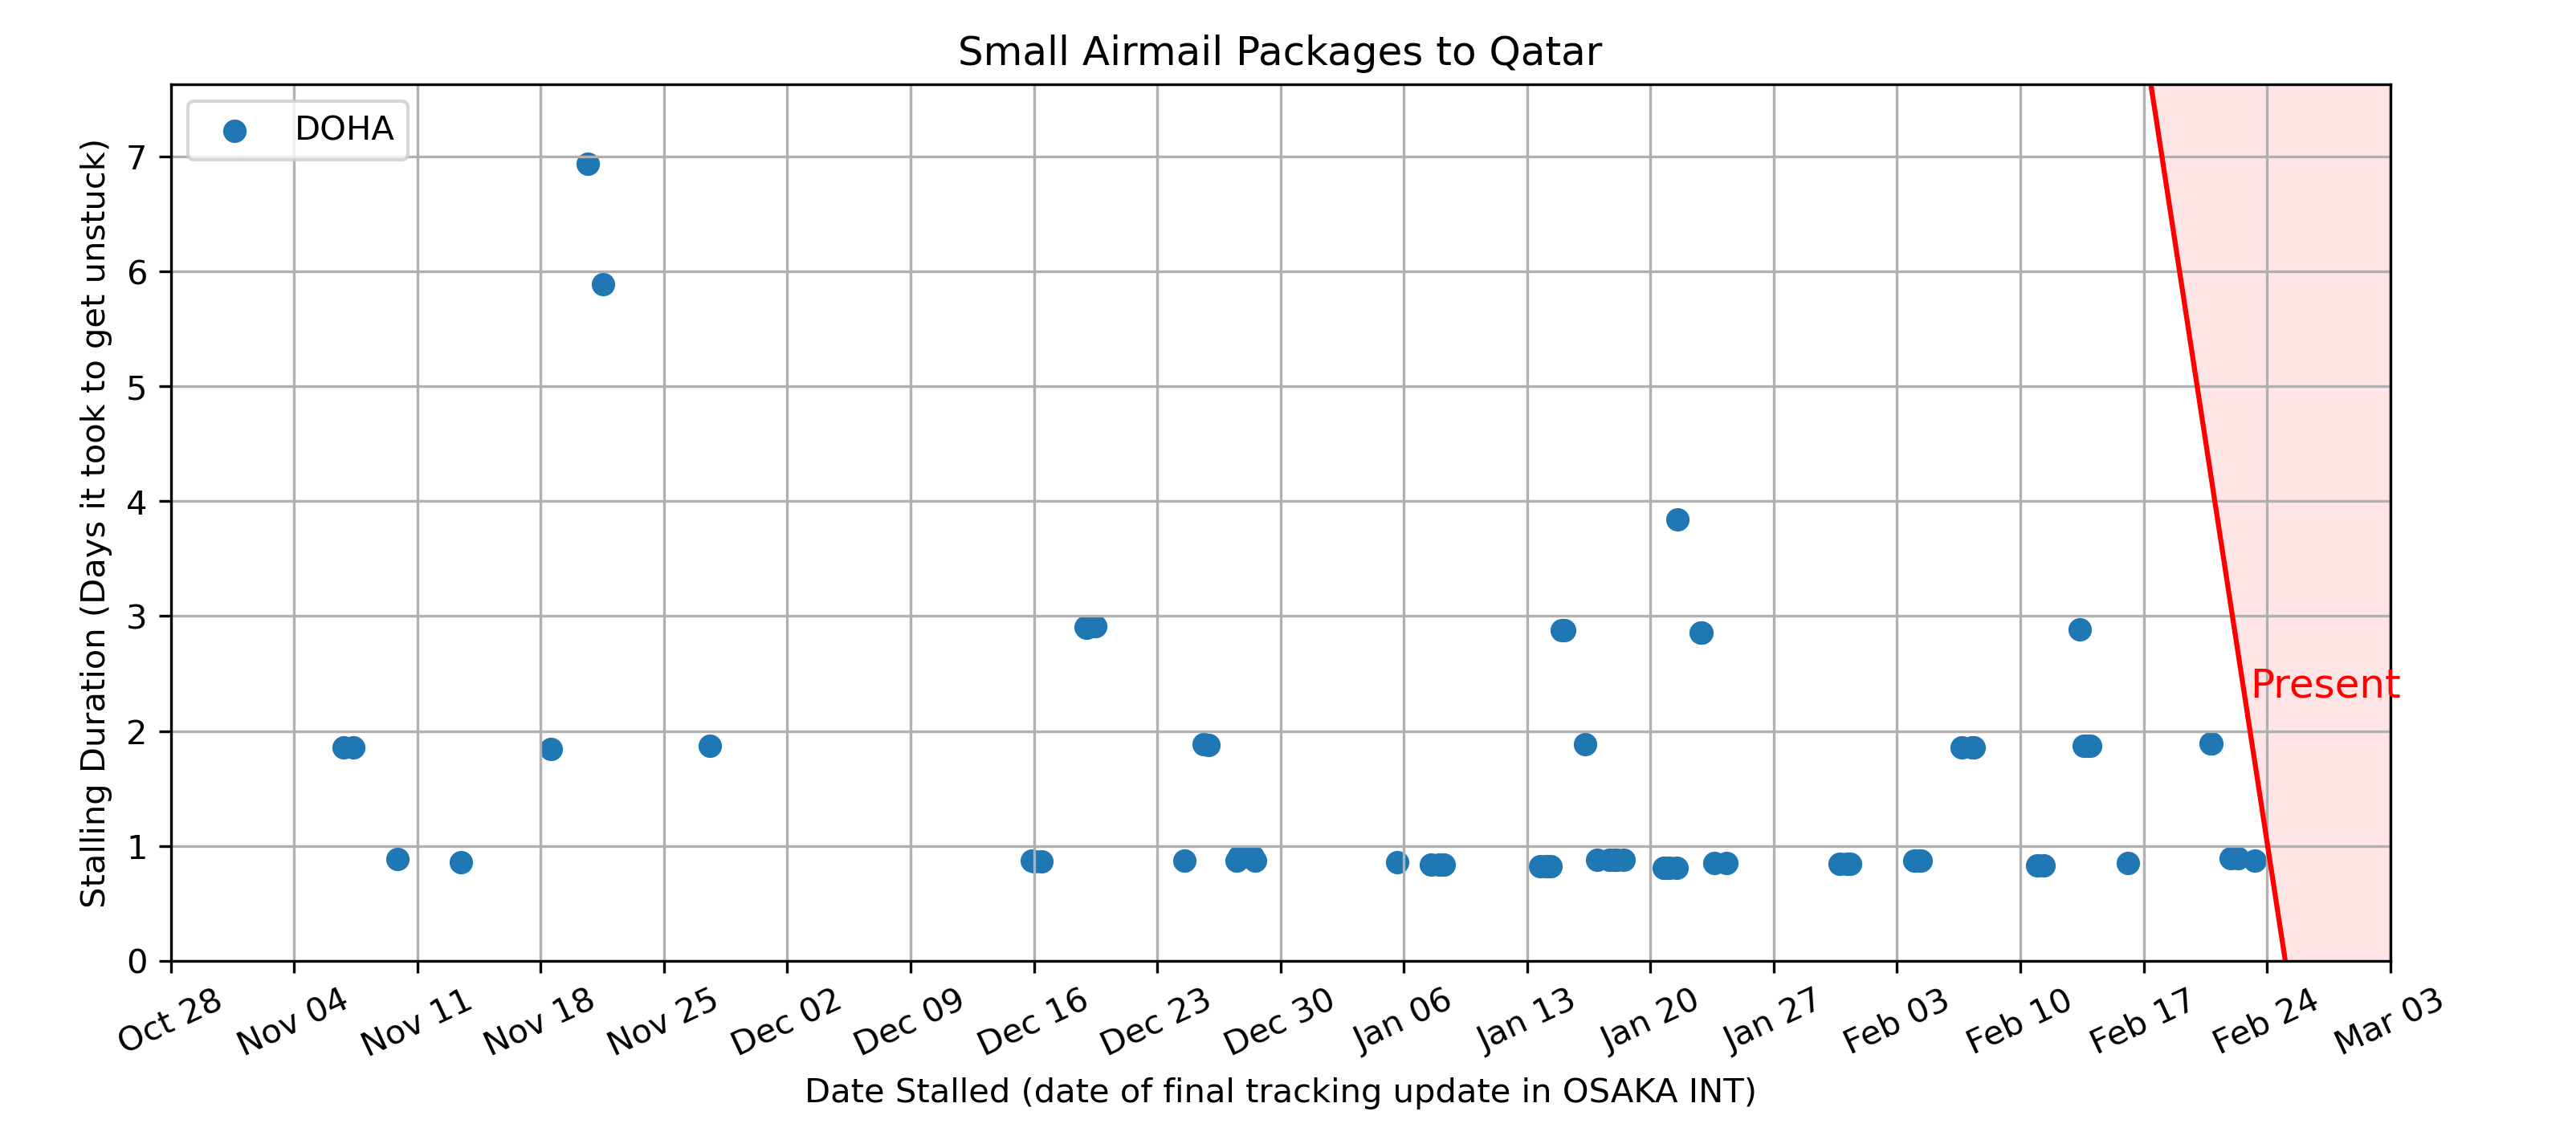 Small Airmail Packages to Qatar
DOHA
Stalling Duration (Days it took to get unstuck)
7
6
5
4
3
2
1
0
Present
Oct 28
Nov 04
Nov 11
Nov 18
Nov 25
Dec 02
Dec 09
Dec 16
Dec 23
Dec 30
Jan 06
Jan 13
Jan 20
Jan 27
Feb 03
Feb 10
Feb 17
Feb 24
Mar 03
Date Stalled (date of final tracking update in OSAKA INT)